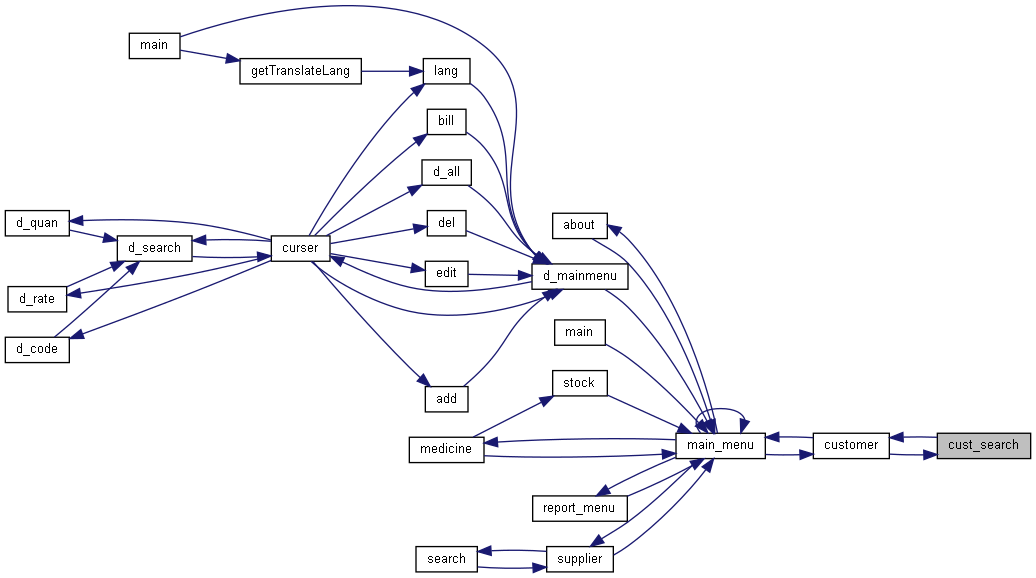 main
getTranslateLang
lang
bill
d_all
d_quan
del
about
d_search
curser
edit
d_mainmenu
d_rate
main
d_code
stock
add
medicine
main_menu
customer
cust_search
report_menu
search
supplier